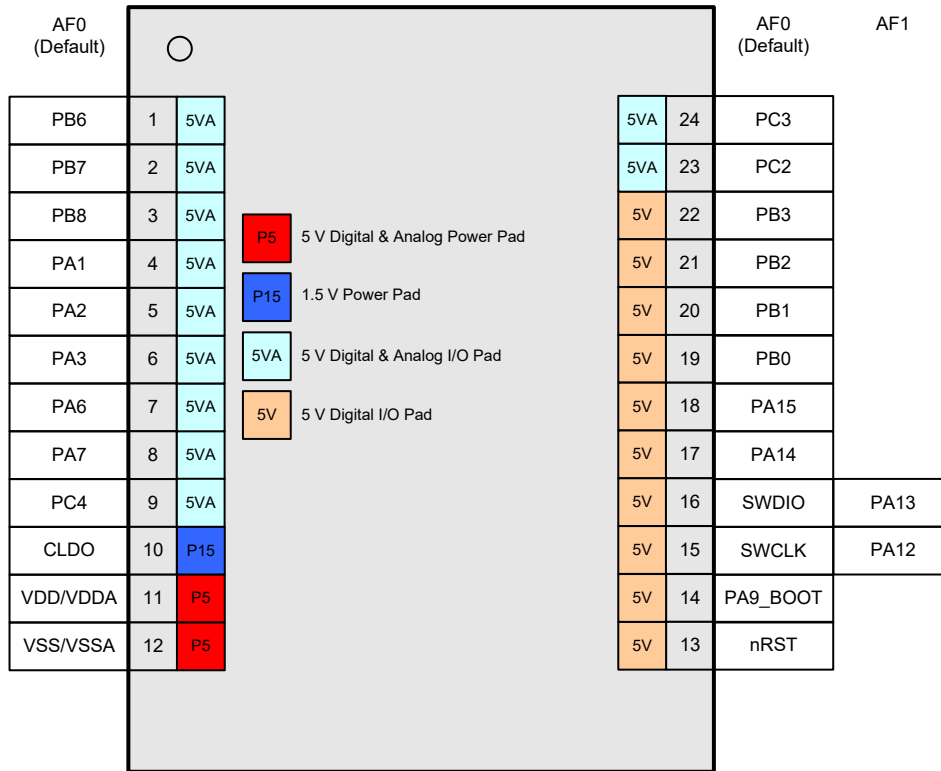 AF0
(Default)
AF0
(Default)
AF1
PB6 1 5VA
5VA 24 PC3
PB7 2 5VA
5VA 23 PC2
PB8 3 5VA
5V 22 PB3
P5 5 V Digital & Analog Power Pad
PA1 4 5VA
5V 21 PB2
P15 1.5 V Power Pad
PA2 5 5VA
5V 20 PB1
PA3 6 5VA
5VA 5 V Digital & Analog I/O Pad
5V 19 PB0
PA6 7 5VA
5V 5 V Digital I/O Pad
5V 18 PA15
PA7 8 5VA
5V 17 PA14
PC4 9 5VA
5V 16 SWDIO PA13
CLDO 10 P15
5V 15 SWCLK PA12
VDD/VDDA 11 P5
5V 14 PA9_BOOT
VSS/VSSA 12 P5
5V 13 nRST